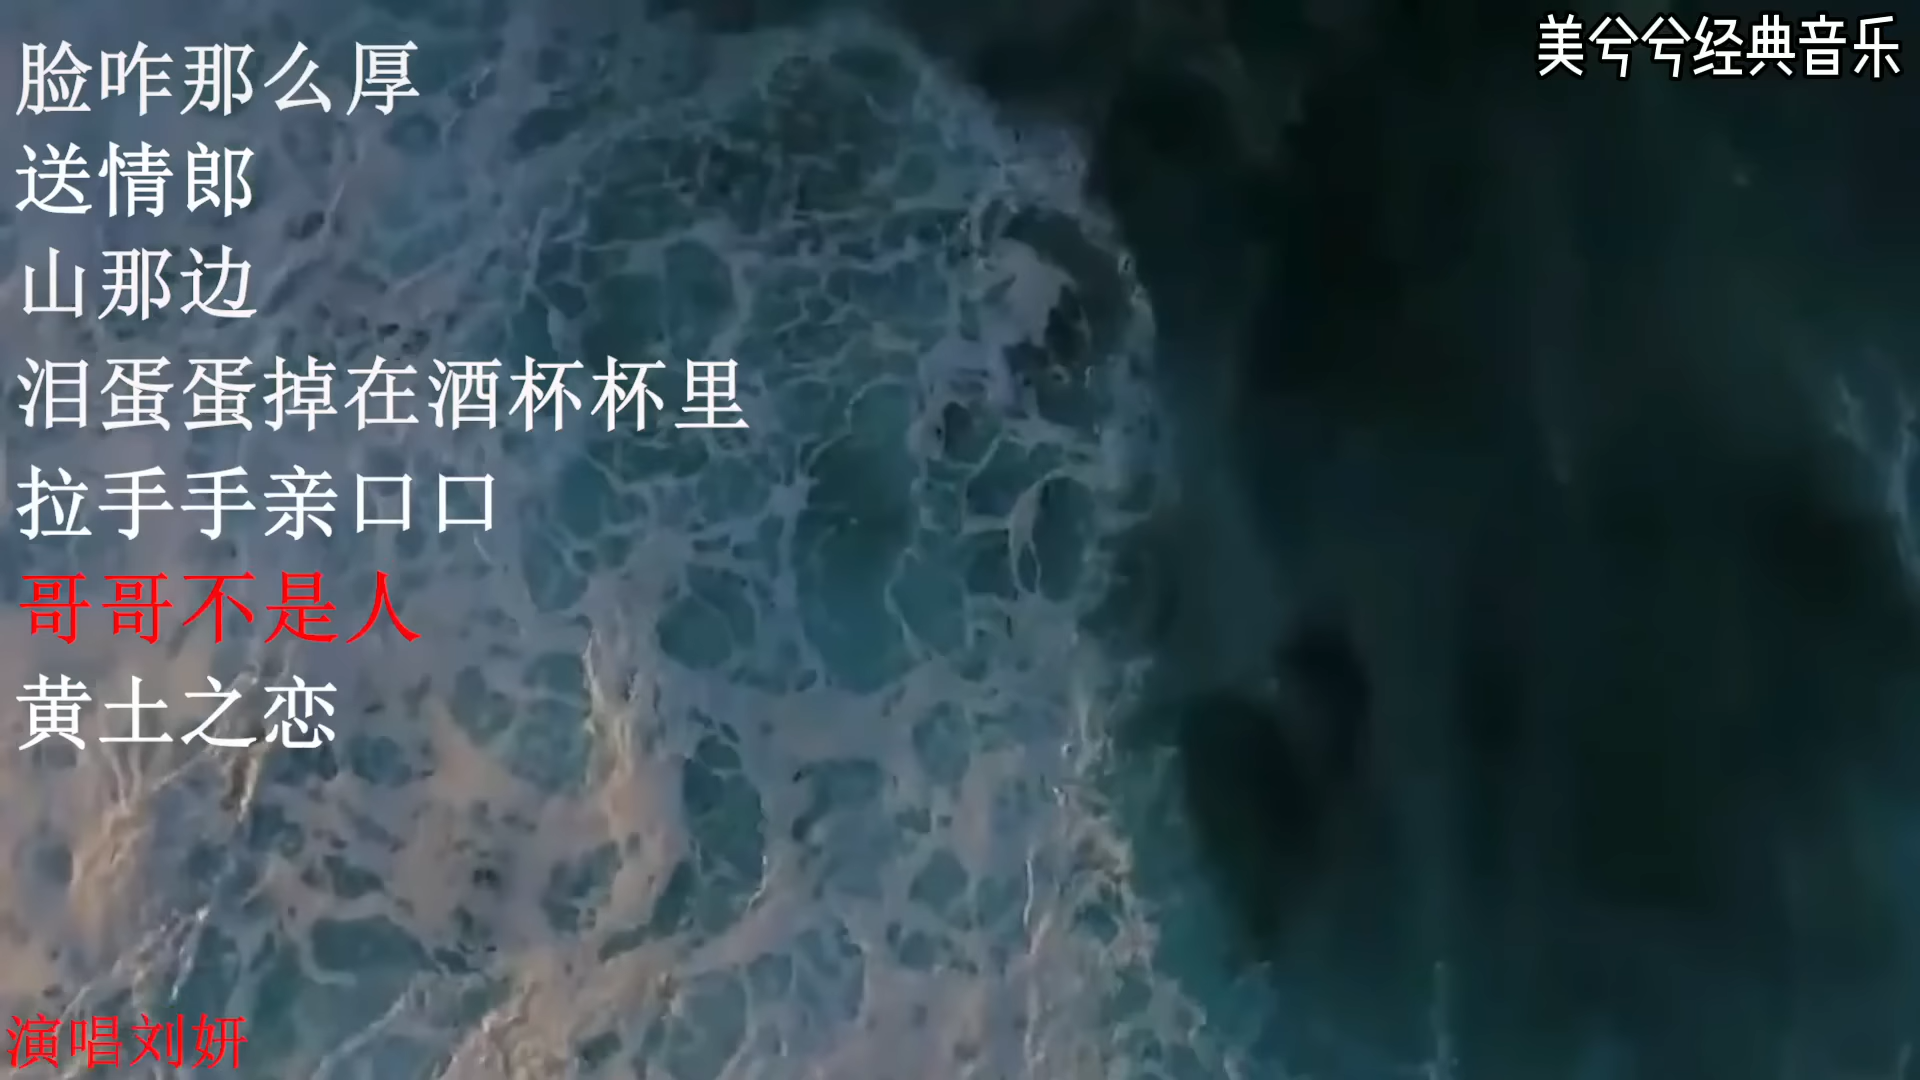 美兮兮经典音乐
脸咋那么厚
送情郎
山那边
泪蛋蛋掉在酒杯杯里
拉手手亲口口
哥哥不是人
黄土之恋
演唱刘妍